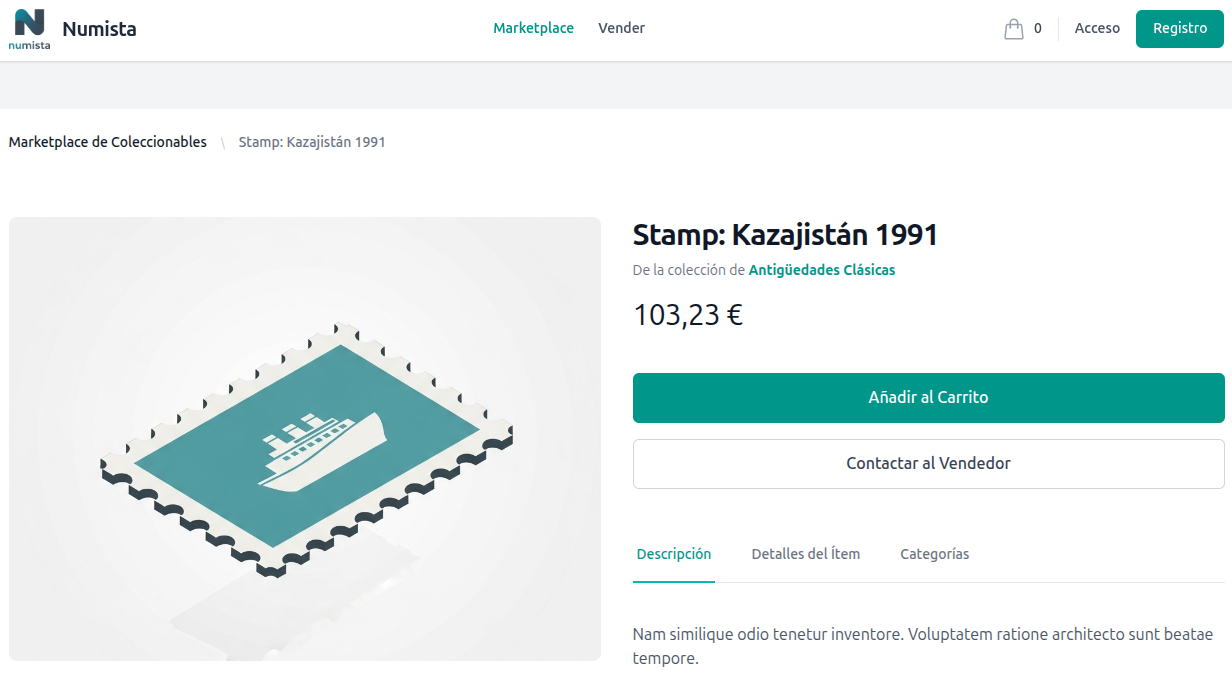 numista
Numista
Marketplace
Vender
0
Acceso
Registro
Marketplace de Coleccionables \ Stamp: Kazajistán 1991
Stamp: Kazajistán 1991
De la colección de Antigüedades Clásicas
103,23 €
Añadir al Carrito
Contactar al Vendedor
Descripción
Detalles del Ítem
Categorías
Nam similique odio tenetur inventore. Voluptatem ratione architecto sunt beatae
tempore.